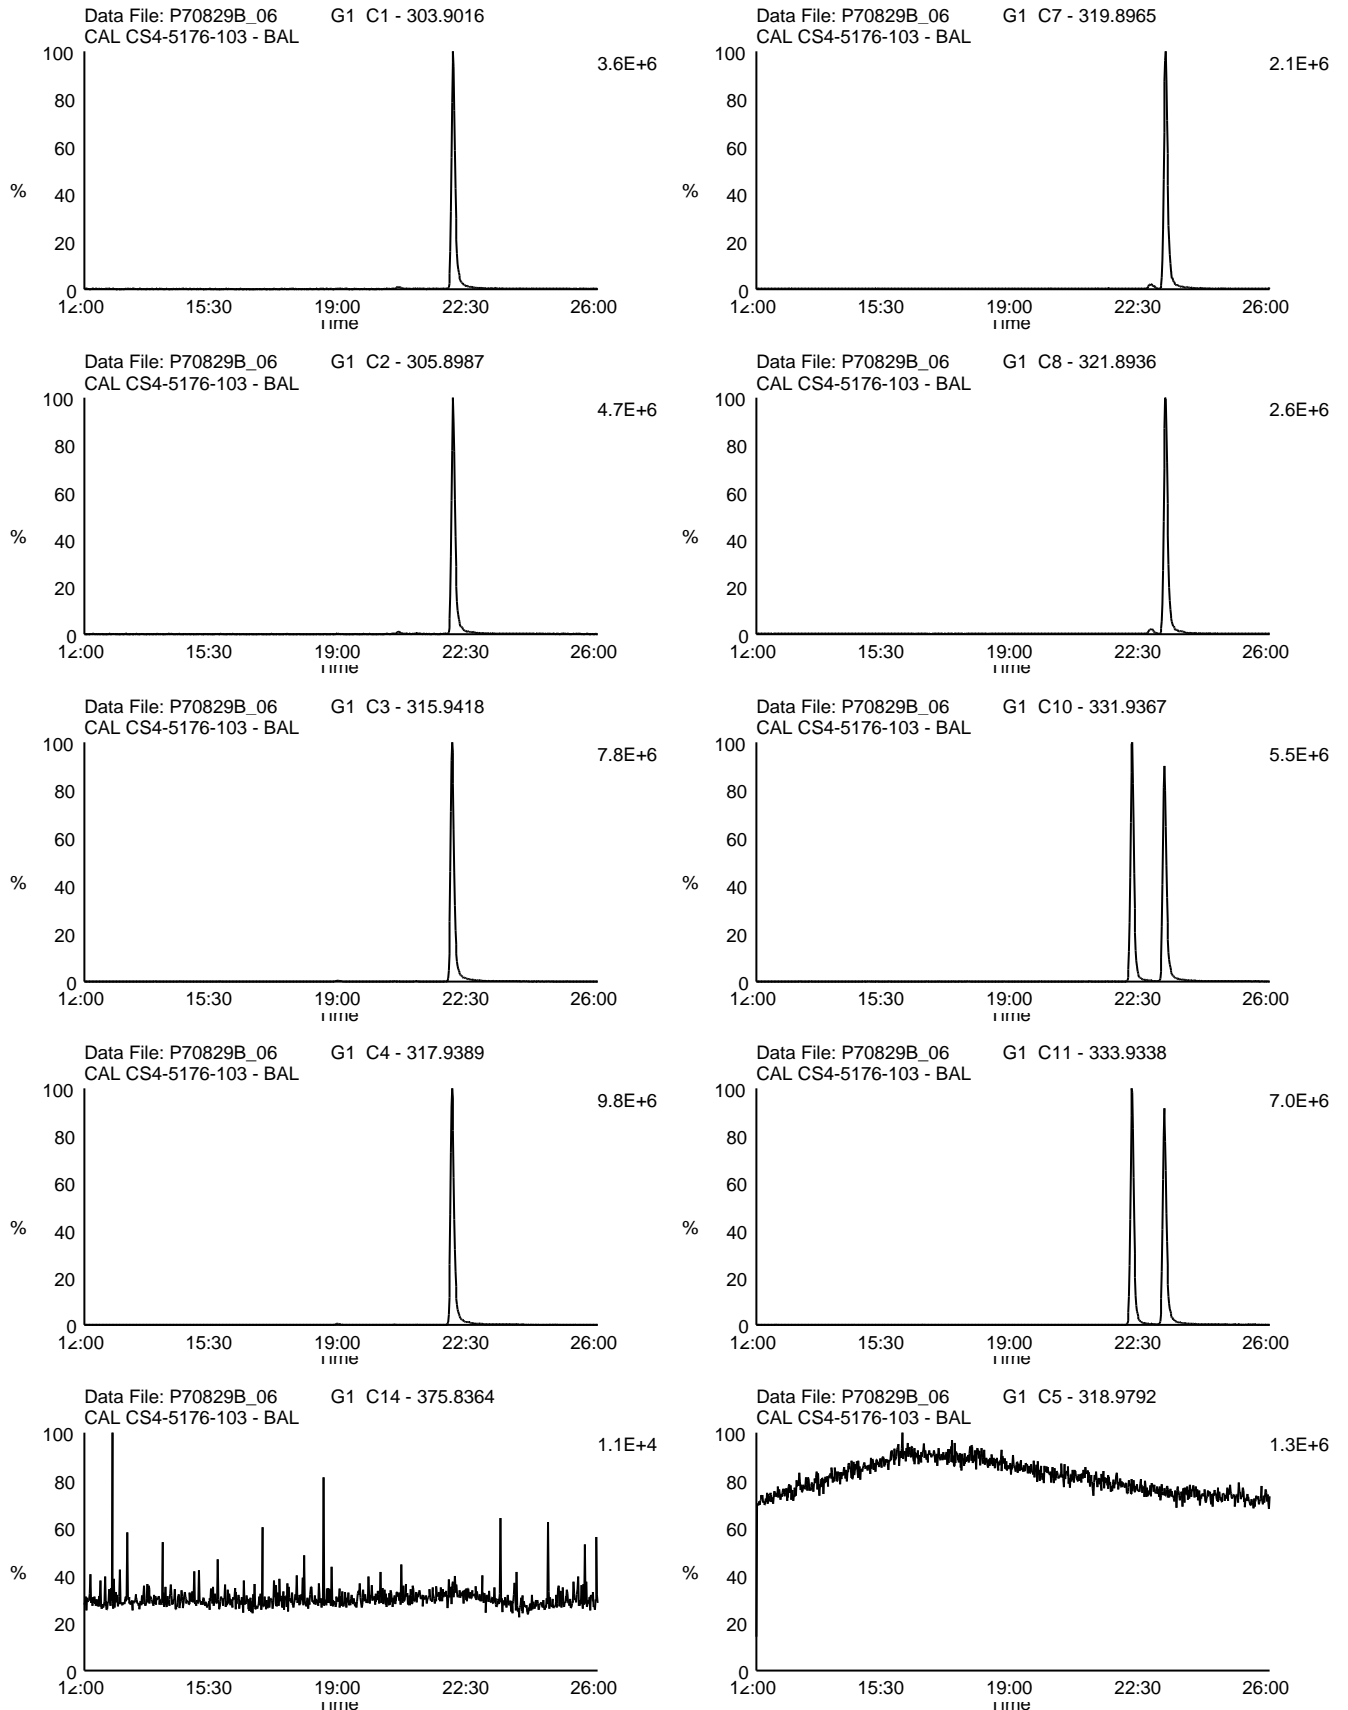 Data File: P70829B_06 G1 C1 - 303.9016
CAL CS4-5176-103 - BAL
3.6E+6
100
80
60
%
40
20
0
12:00 15:30 19:00 22:30 26:00
Time
Data File: P70829B_06 G1 C7 - 319.8965
CAL CS4-5176-103 - BAL
2.1E+6
100
80
60
%
40
20
0
12:00 15:30 19:00 22:30 26:00
Time
Data File: P70829B_06 G1 C2 - 305.8987
CAL CS4-5176-103 - BAL
4.7E+6
100
80
60
%
40
20
0
12:00 15:30 19:00 22:30 26:00
Time
Data File: P70829B_06 G1 C8 - 321.8936
CAL CS4-5176-103 - BAL
2.6E+6
100
80
60
%
40
20
0
12:00 15:30 19:00 22:30 26:00
Time
Data File: P70829B_06 G1 C3 - 315.9418
CAL CS4-5176-103 - BAL
7.8E+6
100
80
60
%
40
20
0
12:00 15:30 19:00 22:30 26:00
Time
Data File: P70829B_06 G1 C10 - 331.9367
CAL CS4-5176-103 - BAL
5.5E+6
100
80
60
%
40
20
0
12:00 15:30 19:00 22:30 26:00
Time
Data File: P70829B_06 G1 C4 - 317.9389
CAL CS4-5176-103 - BAL
9.8E+6
100
80
60
%
40
20
0
12:00 15:30 19:00 22:30 26:00
Time
Data File: P70829B_06 G1 C11 - 333.9338
CAL CS4-5176-103 - BAL
7.0E+6
100
80
60
%
40
20
0
12:00 15:30 19:00 22:30 26:00
Time
Data File: P70829B_06 G1 C14 - 375.8364
CAL CS4-5176-103 - BAL
1.1E+4
100
80
60
%
40
20
0
12:00 15:30 19:00 22:30 26:00
Time
Data File: P70829B_06 G1 C5 - 318.9792
CAL CS4-5176-103 - BAL
1.3E+6
100
80
60
%
40
20
0
12:00 15:30 19:00 22:30 26:00
Time